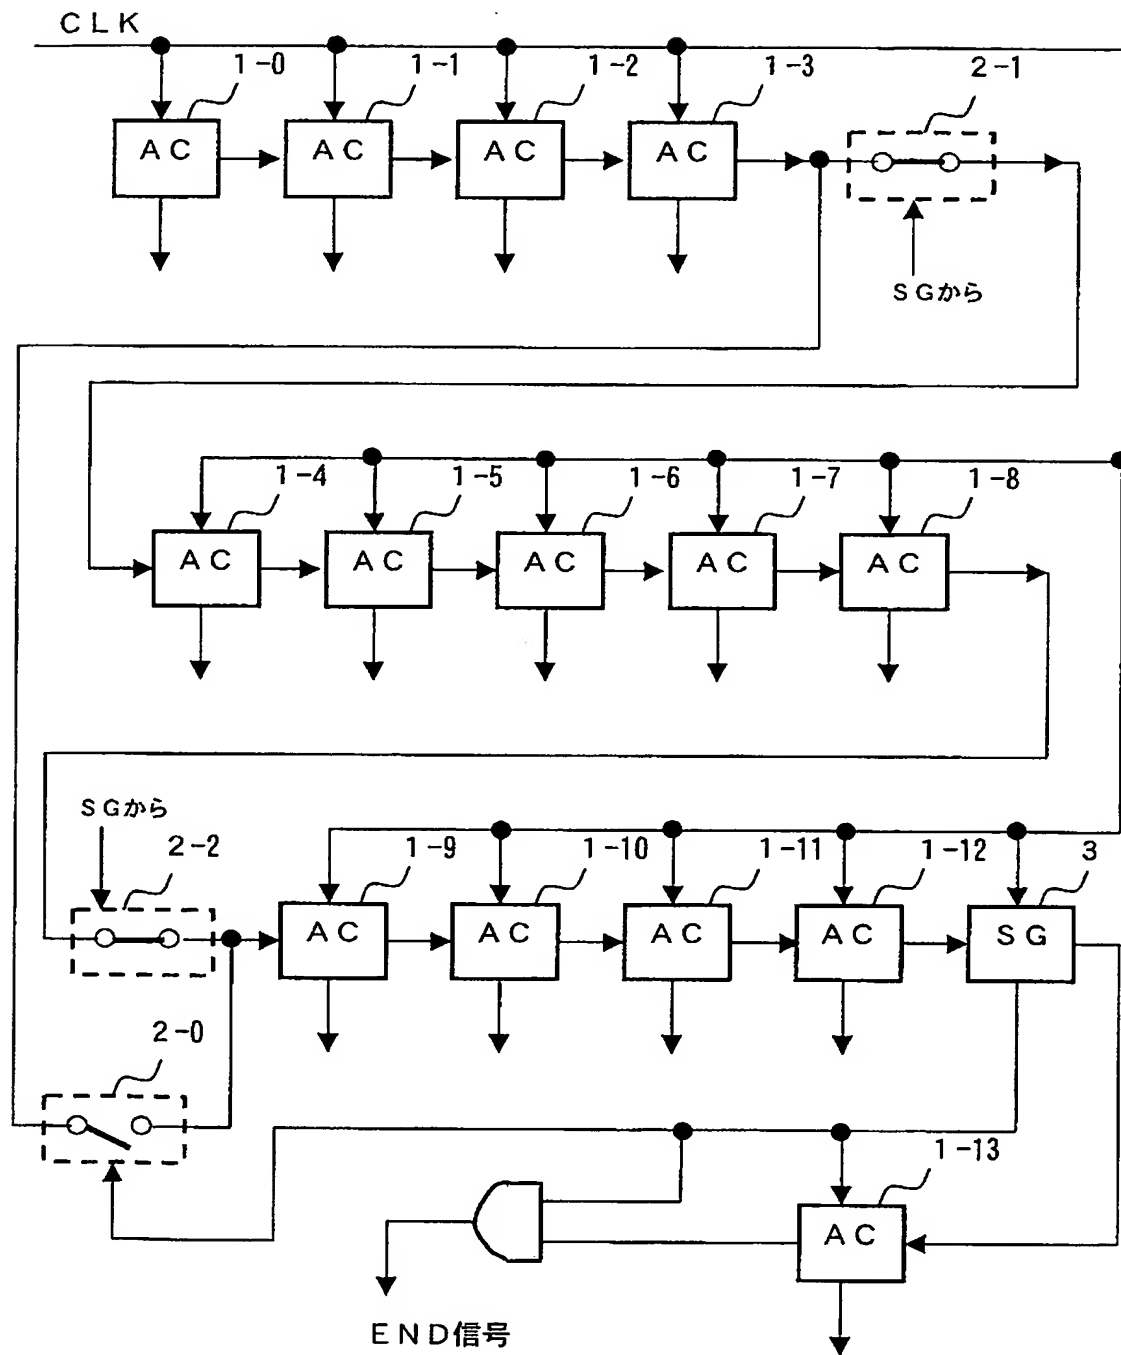 CLK
1-0 1-1 1-2 1-3 2-1
AC AC AC AC
SGから
1-4 1-5 1-6 1-7 1-8
AC AC AC AC AC
SGから
2-2 1-9 1-10 1-11 1-12 3
AC AC AC AC SG
2-0
1-13
AC
END信号